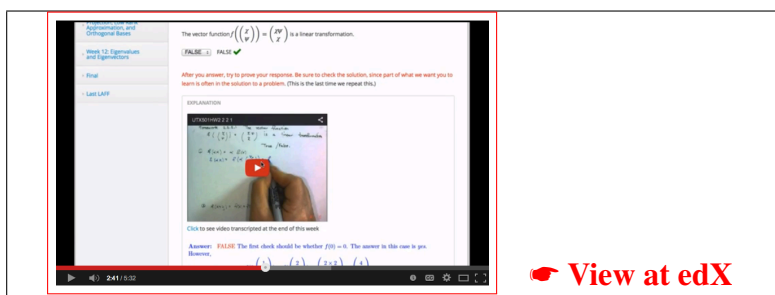 Approximation, and
Orthogonal Bases
Week 12: Eigenvalues
and Eigenvectors
Final
Last LAFF
The vector function f((χ ψ)) = (χψ χ) is a linear transformation.
FALSE FALSE ✔
After you answer, try to prove your response. Be sure to check the solution, since part of what we want you to
learn is often in the solution to a problem. (This is the last time we repeat this.)
EXPLANATION
UTX501HW2 2 2 1
True /False
Click to see video transcribed at the end of this week
Answer: FALSE The first check should be whether f(0) = 0. The answer in this case is yes.
However,
2:41 / 5:32
☛ View at edX